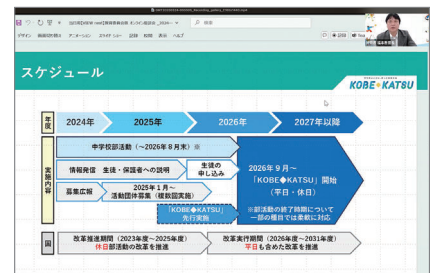 検索
デザイン 画面切り替え アニメーション スライド ショー 記録 校閲 表示 ヘルプ
記録
スケジュール
KOBE◆KATSU
年度
2024年
2025年
2026年
2027年以降
実施内容
中学校部活動（～2026年８月末）※
情報発信 生徒・保護者への説明
生徒の
申し込み
募集広報
2025年１月～
活動団体募集（複数回実施）
「KOBE◆KATSU」
先行実施
2026年９月～
「KOBE◆KATSU」開始
（平日・休日）
※部活動の終了時期について
一部の種目では柔軟に対応
国
改革推進期間（2023年度～2025年度）
休日部活動の改革を推進
改革実行期間（2026年度～2031年度）
平日も含めた改革を推進